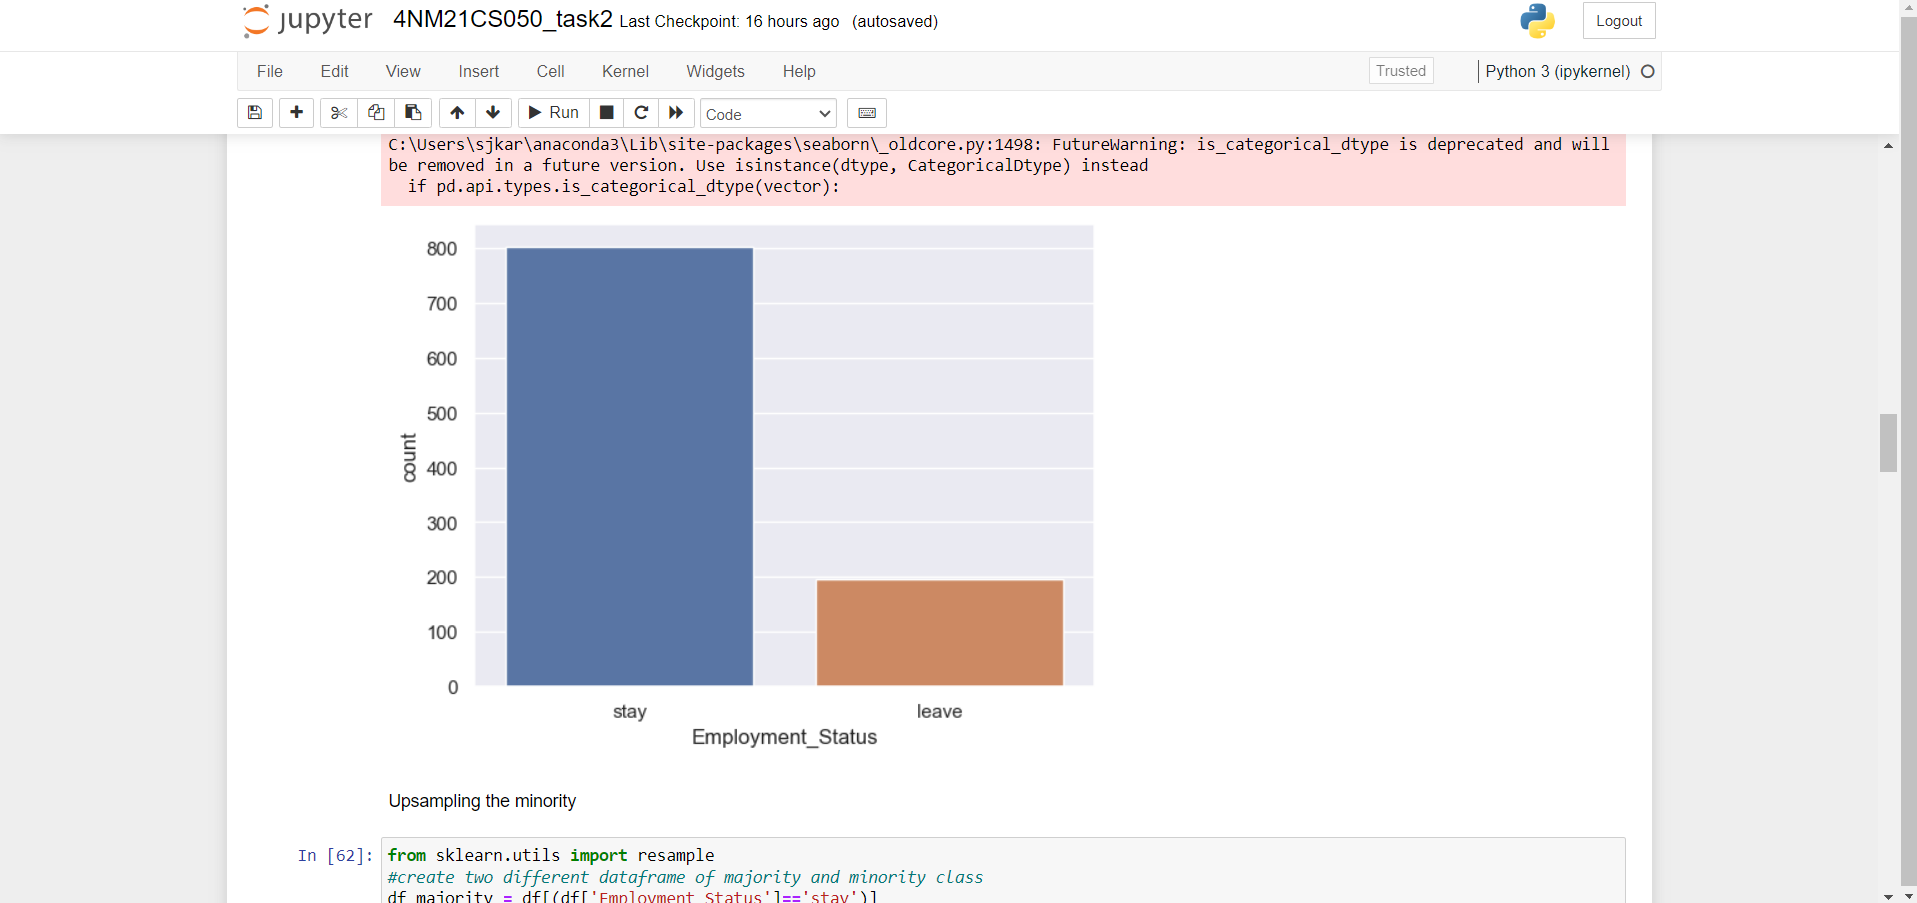 jupyter 4NM21CS050_task2 Last Checkpoint: 16 hours ago (autosaved) Logout
File Edit View Insert Cell Kernel Widgets Help Trusted Python 3 (ipykernel)
Run Code
C:\Users\sjkar\anaconda3\Lib\site-packages\seaborn\_oldcore.py:1498: FutureWarning: is_categorical_dtype is deprecated and will
be removed in a future version. Use isinstance(dtype, CategoricalDtype) instead
if pd.api.types.is_categorical_dtype(vector):
800
700
600
500
400
300
200
100
0
count
stay leave
Employment_Status
Upsampling the minority
In [62]: from sklearn.utils import resample
#create two different dataframe of majority and minority class
df_majority = df[(df['Employment_Status']=='stay')]